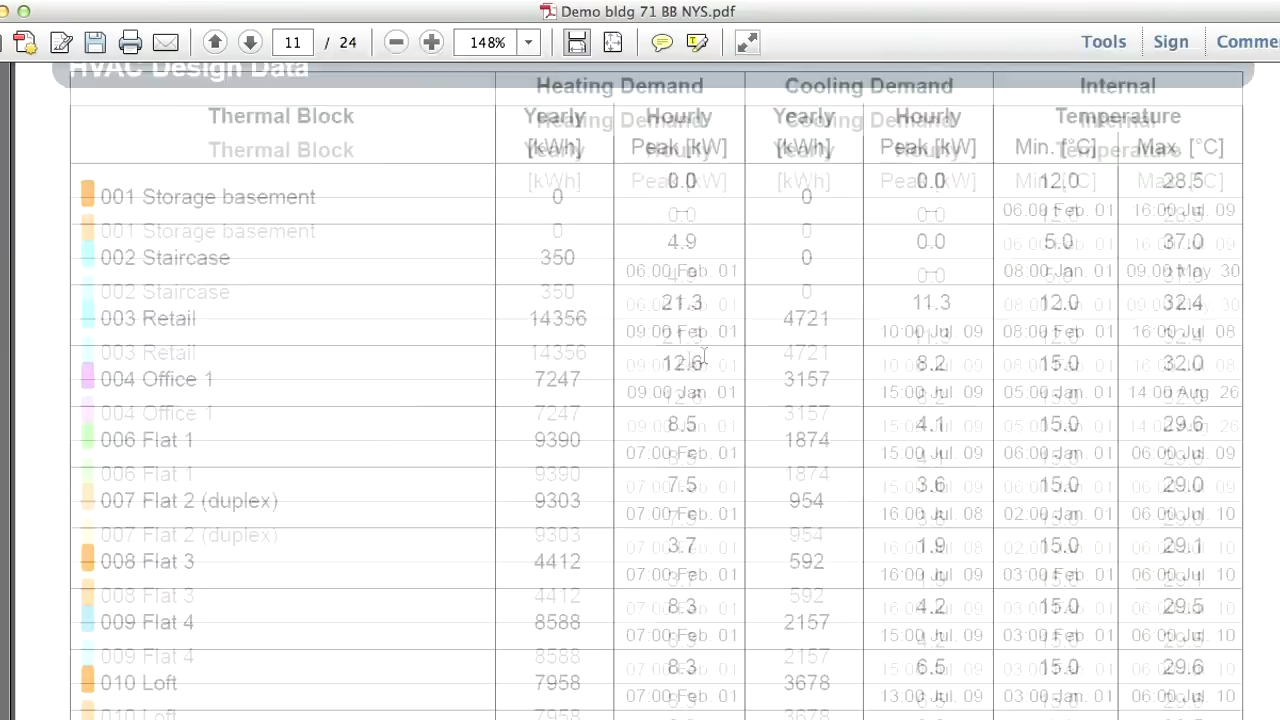 Demo bldg 71 BB NYS.pdf
11 / 24 148% Tools Sign Comme
HVAC Design Data
Heating Demand Cooling Demand Internal
Thermal Block Yearly Hourly Yearly Hourly Temperature
[kWh] Peak [kW] [kWh] Peak [kW] Min. [°C] Max. [°C]
001 Storage basement 0 0.0 0 0.0 12.0 28.5
-- -- 06:00 Feb. 01 16:00 Jul. 09
002 Staircase 350 4.9 0 0.0 5.0 37.0
06:00 Feb. 01 -- 08:00 Jan. 01 09:00 May 30
003 Retail 14356 21.3 4721 11.3 12.0 32.4
09:00 Feb. 01 10:00 Jul. 09 08:00 Feb. 01 16:00 Jul. 08
004 Office 1 7247 12.6 3157 8.2 15.0 32.0
09:00 Jan. 01 15:00 Jul. 09 05:00 Jan. 01 14:00 Aug. 26
006 Flat 1 9390 8.5 1874 4.1 15.0 29.6
07:00 Feb. 01 15:00 Jul. 09 06:00 Jan. 01 06:00 Jul. 09
007 Flat 2 (duplex) 9303 7.5 954 3.6 15.0 29.0
07:00 Feb. 01 16:00 Jul. 08 02:00 Jan. 01 06:00 Jul. 10
008 Flat 3 4412 3.7 592 1.9 15.0 29.1
07:00 Feb. 01 16:00 Jul. 09 03:00 Feb. 01 06:00 Jul. 10
009 Flat 4 8588 8.3 2157 4.2 15.0 29.5
07:00 Feb. 01 15:00 Jul. 09 03:00 Feb. 01 06:00 Jul. 10
010 Loft 7958 8.3 3678 6.5 15.0 29.6
07:00 Feb. 01 13:00 Jul. 09 03:00 Jan. 01 06:00 Jul. 10